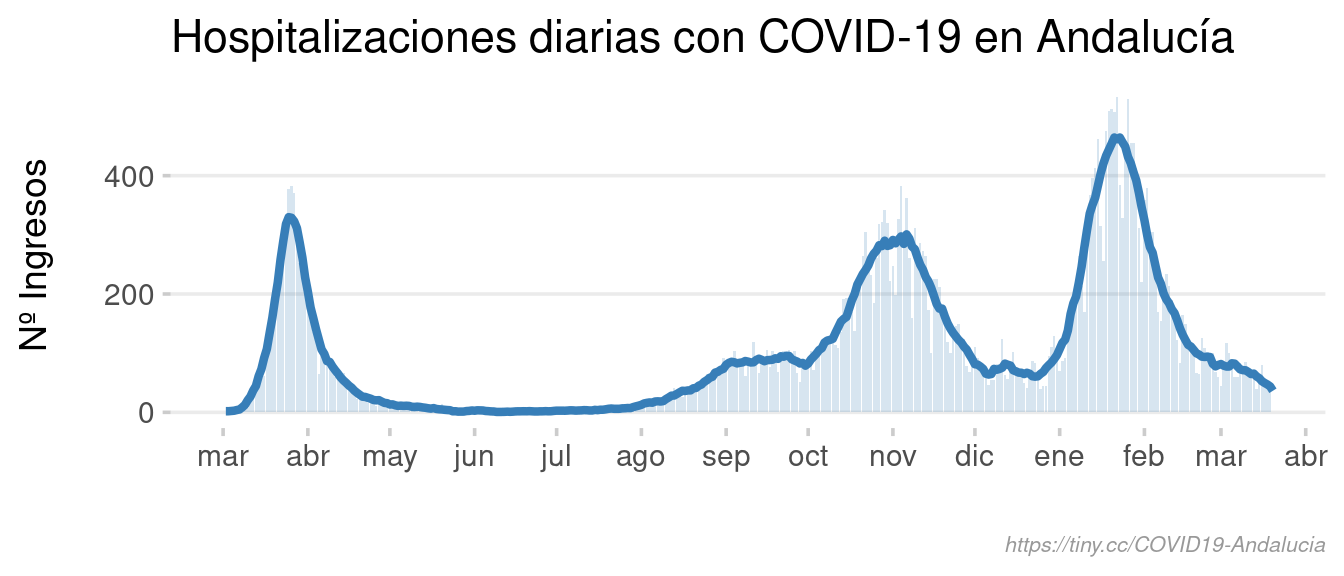 Hospitalizaciones diarias con COVID-19 en Andalucía
Nº Ingresos
400
200
0
mar abr may jun jul ago sep oct nov dic ene feb mar abr
https://tiny.cc/COVID19-Andalucia